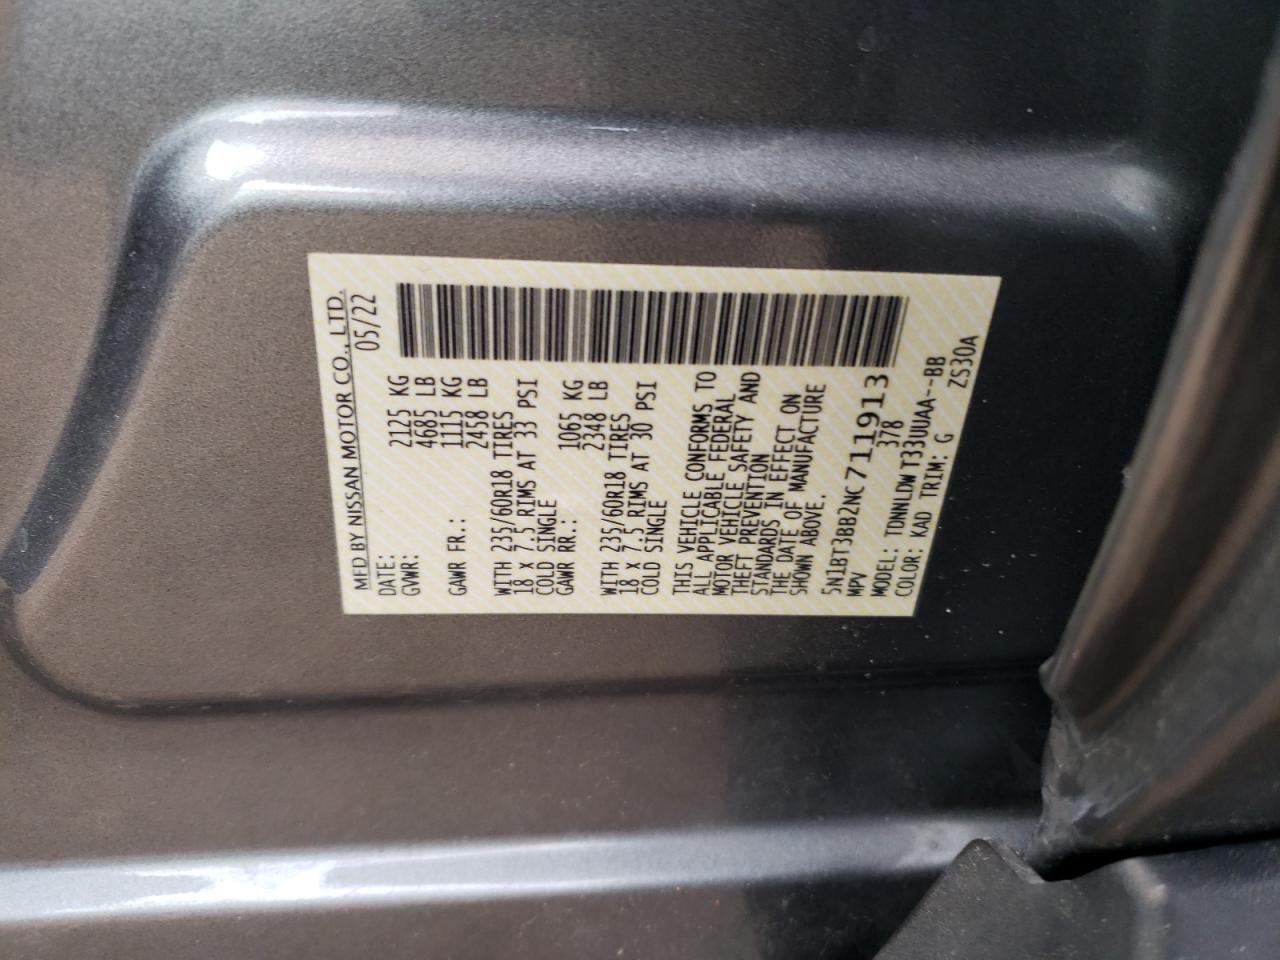 MFD BY NISSAN MOTOR CO., LTD.
DATE: 05/22
GVWR: 2125 KG
4685 LB
GAWR FR.: 1115 KG
2458 LB
WITH 235/60R18 TIRES
18 x 7.5 RIMS AT 33 PSI
COLD SINGLE
GAWR RR.: 1065 KG
2348 LB
WITH 235/60R18 TIRES
18 x 7.5 RIMS AT 30 PSI
COLD SINGLE
THIS VEHICLE CONFORMS TO
ALL APPLICABLE FEDERAL
MOTOR VEHICLE SAFETY AND
THEFT PREVENTION
STANDARDS IN EFFECT ON
THE DATE OF MANUFACTURE
SHOWN ABOVE.
5N1BT3BB2NC711913
MPV 378
MODEL: TDNNLDWT33UUAA--BB
COLOR: KAD TRIM: G ZS30A